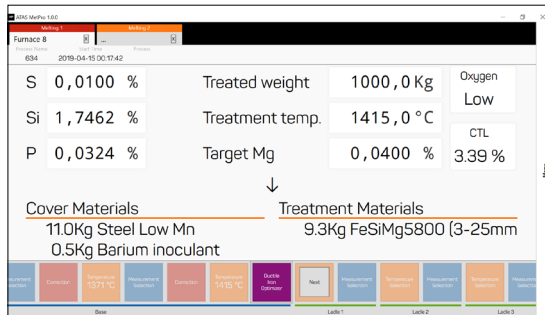 ATAS MetPro 1.0.0
Melting 1 Melting 2
Furnace 8 x ... x
Process Name Start Time Process
634 2019-04-15 00:17:42
S 0,0100 % Treated weight 1000,0 Kg Oxygen Low
Si 1,7462 % Treatment temp. 1415,0 °C CTL
P 0,0324 % Target Mg 0,0400 % 3.39 %
↓
Cover Materials Treatment Materials
11.0Kg Steel Low Mn 9.3Kg FeSiMg5800 (3-25mm
0.5Kg Barium inoculant
Correction Temperature 1371 °C Measurement Selection Correction Temperature 1415 °C Ductile Iron Optimiser Next Measurement Selection Temperature Selection Measurement Selection Temperature Selection
Base Ladle 1 Ladle 2 Ladle 3